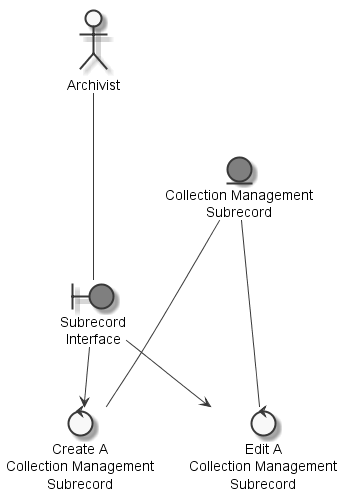 Archivist
Collection Management
Subrecord
Subrecord
Interface
Create A
Collection Management
Subrecord
Edit A
Collection Management
Subrecord